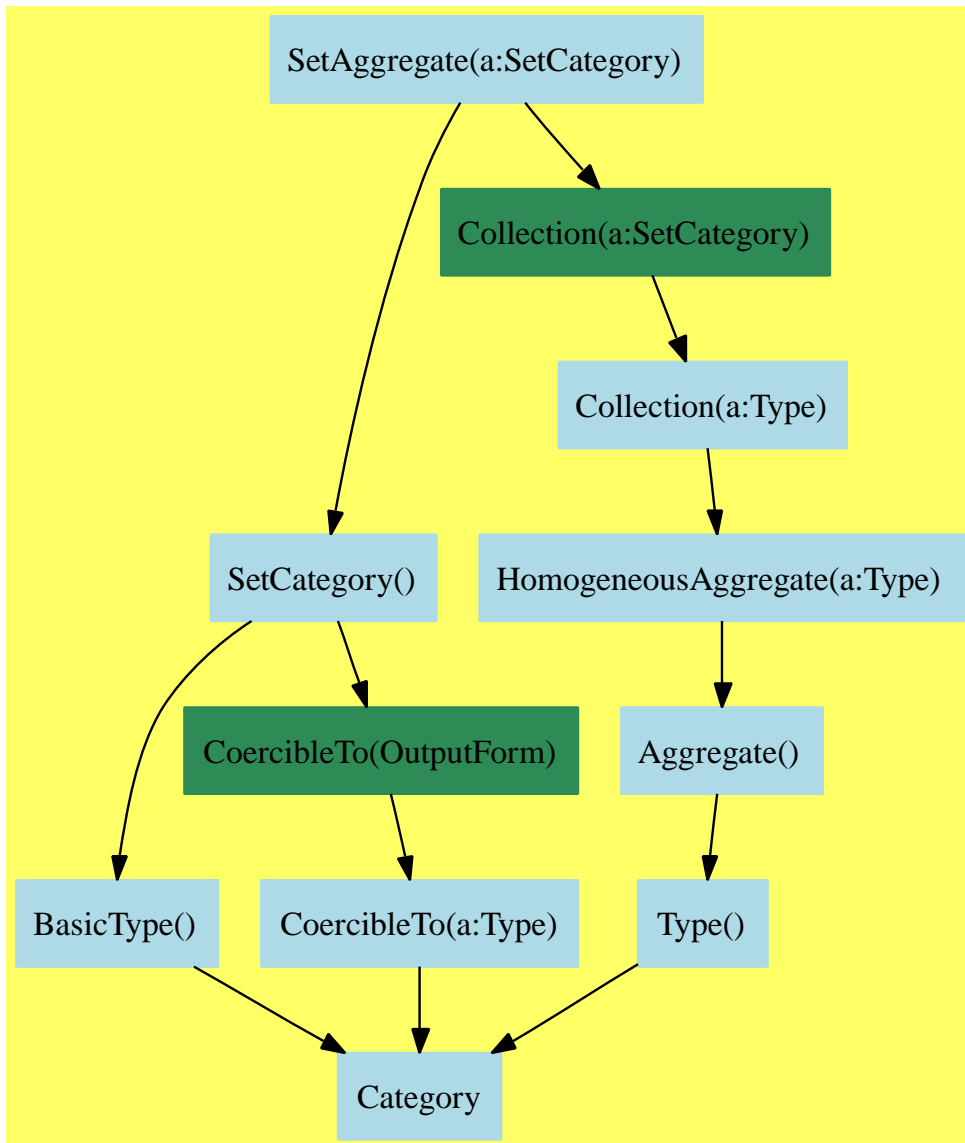 SetAggregate(a:SetCategory)
Collection(a:SetCategory)
Collection(a:Type)
SetCategory()
HomogeneousAggregate(a:Type)
CoercibleTo(OutputForm)
Aggregate()
BasicType()
CoercibleTo(a:Type)
Type()
Category